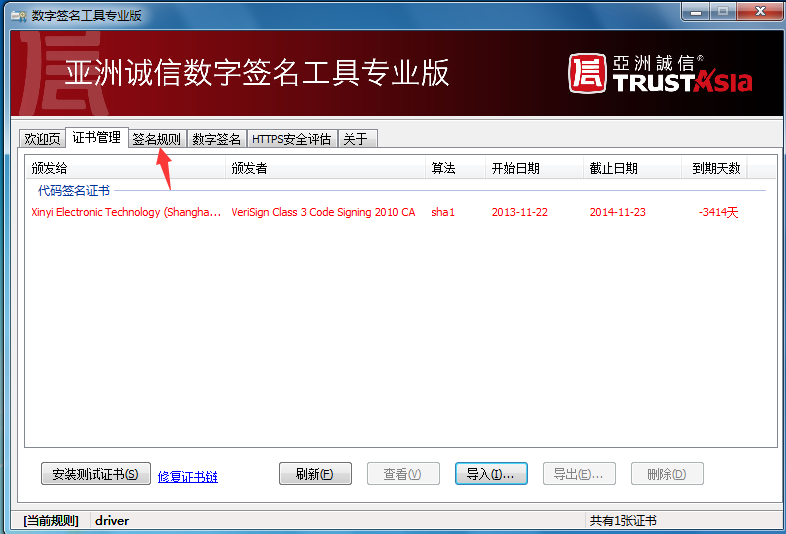 数字签名工具专业版
亚洲诚信数字签名工具专业版
亞洲誠信®
TRUSTAsia
欢迎页 证书管理 签名规则 数字签名 HTTPS安全评估 关于
颁发给 颁发者 算法 开始日期 截止日期 到期天数
代码签名证书
Xinyi Electronic Technology (Shangha... VeriSign Class 3 Code Signing 2010 CA sha1 2013-11-22 2014-11-23 -3414天
安装测试证书(S) 修复证书链 刷新(F) 查看(V) 导入(I)... 导出(E)... 删除(D)
[当前规则] driver 共有1张证书